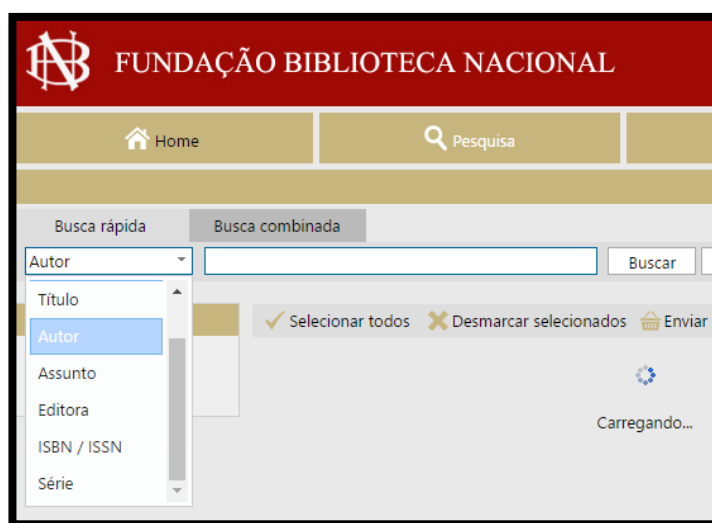 FUNDAÇÃO BIBLIOTECA NACIONAL
Home
Pesquisa
Busca rápida
Busca combinada
Autor
Buscar
Título
Autor
Assunto
Editora
ISBN / ISSN
Série
Selecionar todos
Desmarcar selecionados
Enviar
Carregando...